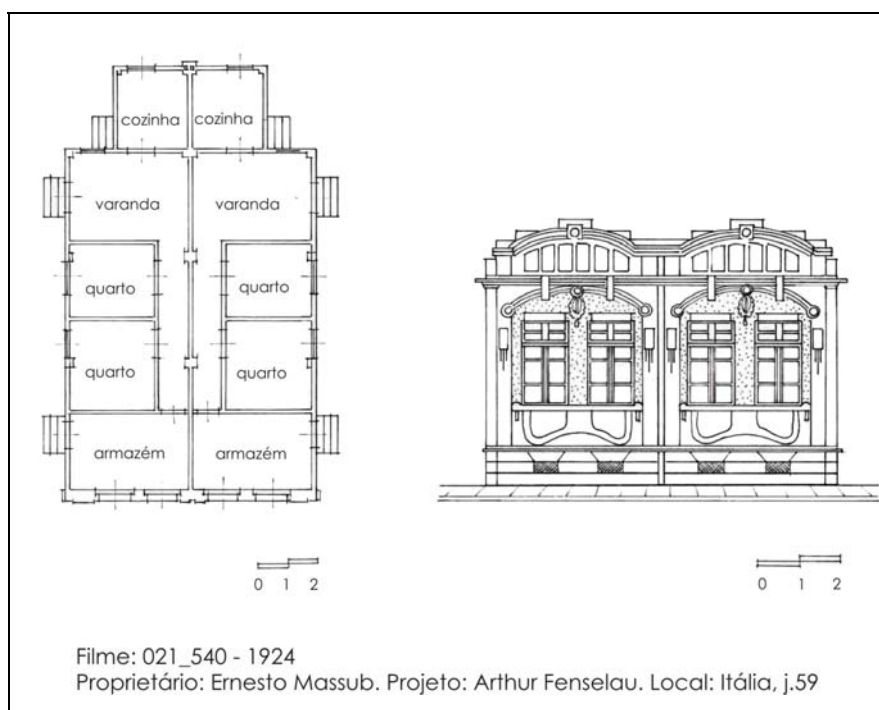 cozinha cozinha
varanda varanda
quarto quarto
quarto quarto
armazém armazém
0 1 2
0 1 2
Filme: 021_540 - 1924
Proprietário: Ernesto Massub. Projeto: Arthur Fenselau. Local: Itália, j.59